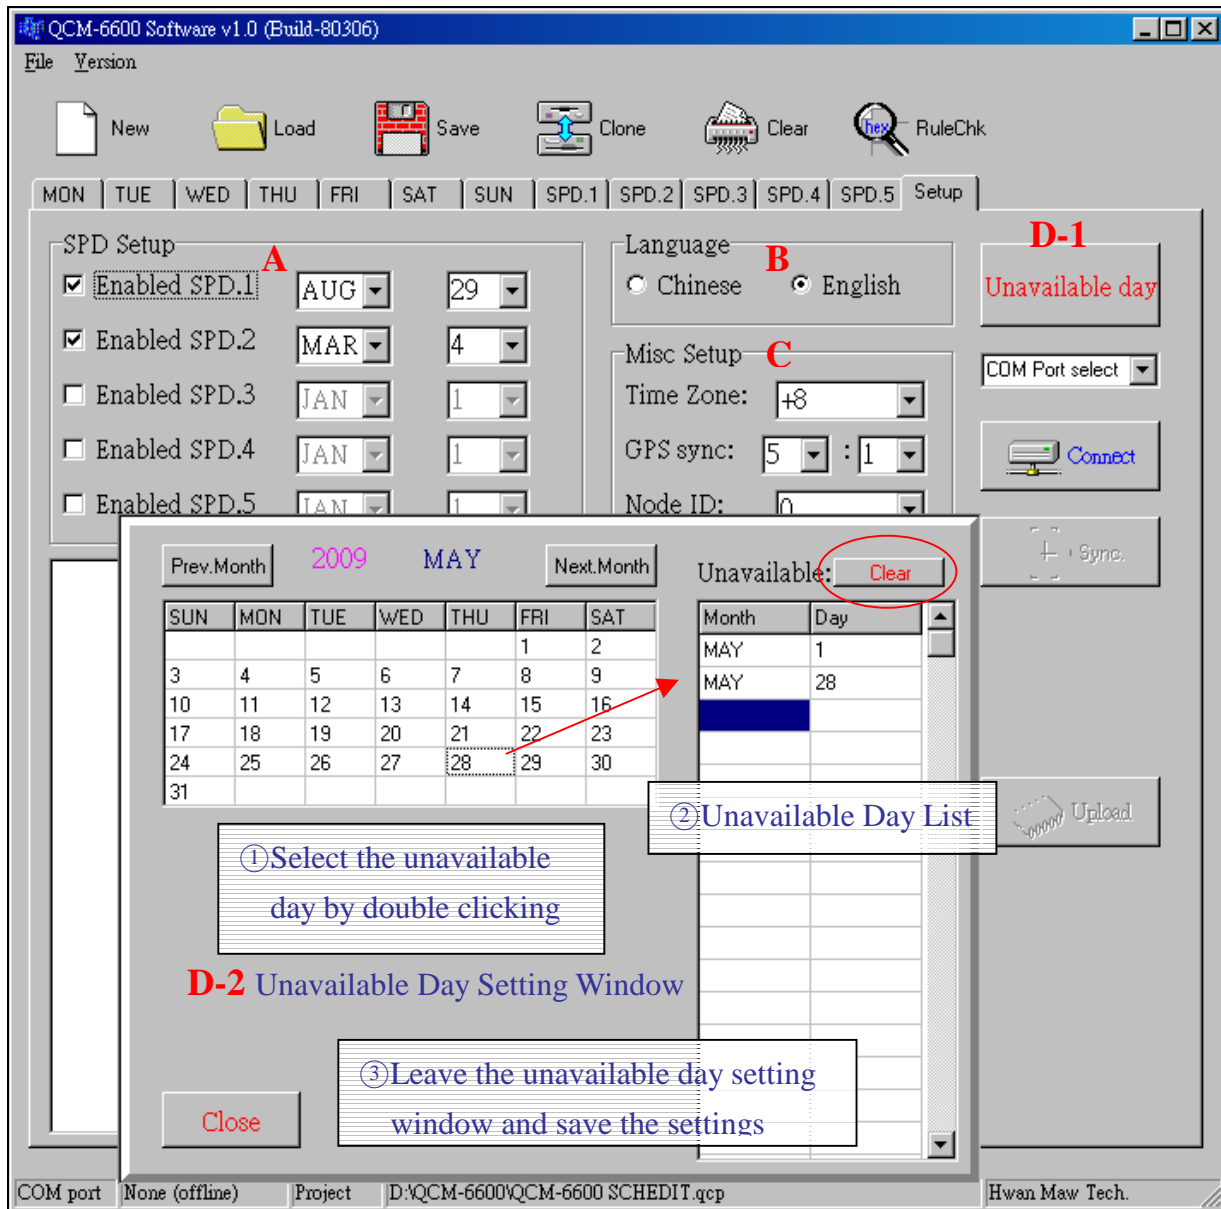 QCM-6600 Software v1.0 (Build-80306)
File Version
New Load Save Clone Clear hex RuleChk
MON TUE WED THU FRI SAT SUN SPD.1 SPD.2 SPD.3 SPD.4 SPD.5 Setup
SPD Setup A
Enabled SPD.1 AUG 29
Enabled SPD.2 MAR 4
Enabled SPD.3 JAN 1
Enabled SPD.4 JAN 1
Enabled SPD.5 JAN 1
Language B
Chinese English
Misc Setup C
Time Zone: +8
GPS sync: 5 : 1
Node ID: 0
D-1
Unavailable day
COM Port select
Connect
Sync.
Upload
Prev.Month 2009 MAY Next.Month
SUN MON TUE WED THU FRI SAT
1 2
3 4 5 6 7 8 9
10 11 12 13 14 15 16
17 18 19 20 21 22 23
24 25 26 27 28 29 30
31
Unavailable: Clear
Month Day
MAY 1
MAY 28
②Unavailable Day List
①Select the unavailable
day by double clicking
D-2 Unavailable Day Setting Window
③Leave the unavailable day setting
window and save the settings
Close
COM port None (offline) Project D:\QCM-6600\QCM-6600 SCHEDIT.qcp Hwan Maw Tech.